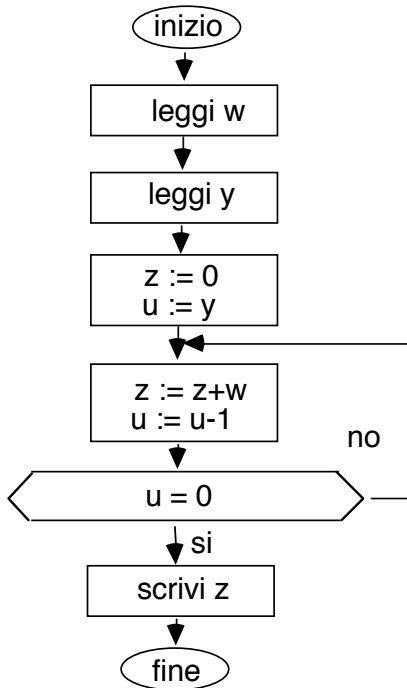 inizio
leggi w
leggi y
z := 0
u := y
z := z+w
u := u-1
no
u = 0
si
scrivi z
fine